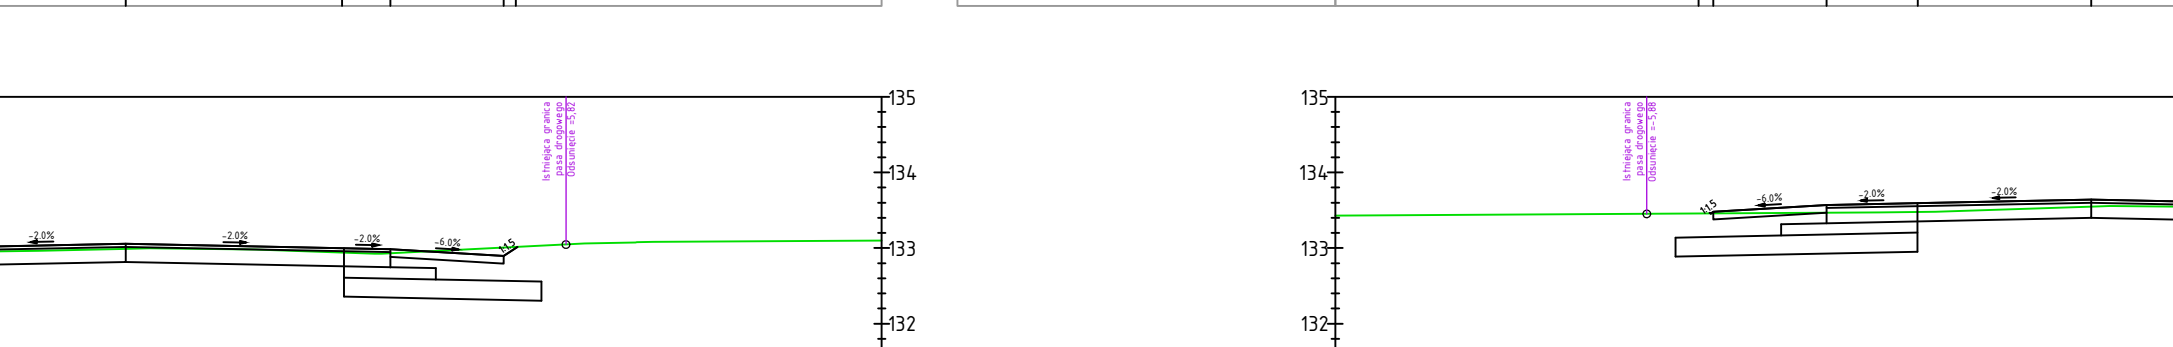 135
134
133
132
Istniejąca granica
pasa drogowego
Odsunięcie =5,82
-2.0%
-2.0%
-2.0%
-6.0%
1:1.5
135
134
133
132
Istniejąca granica
pasa drogowego
Odsunięcie =-5,88
1:1.5
-6.0%
-2.0%
-2.0%